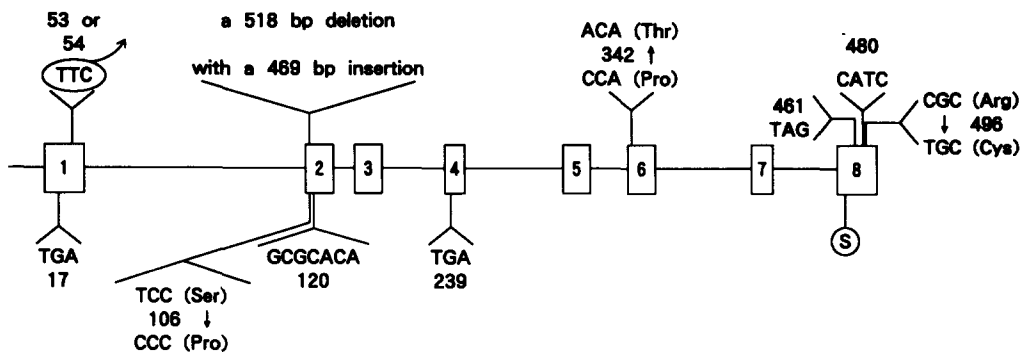 53 or
54
TTC
a 518 bp deletion
with a 469 bp insertion
ACA (Thr)
342 ↑
CCA (Pro)
480
CATC
461
TAG
CGC (Arg)
↓ 496
TGC (Cys)
1
2
3
4
5
6
7
8
TGA
17
GCGCACA
120
TGA
239
S
TCC (Ser)
106 ↓
CCC (Pro)